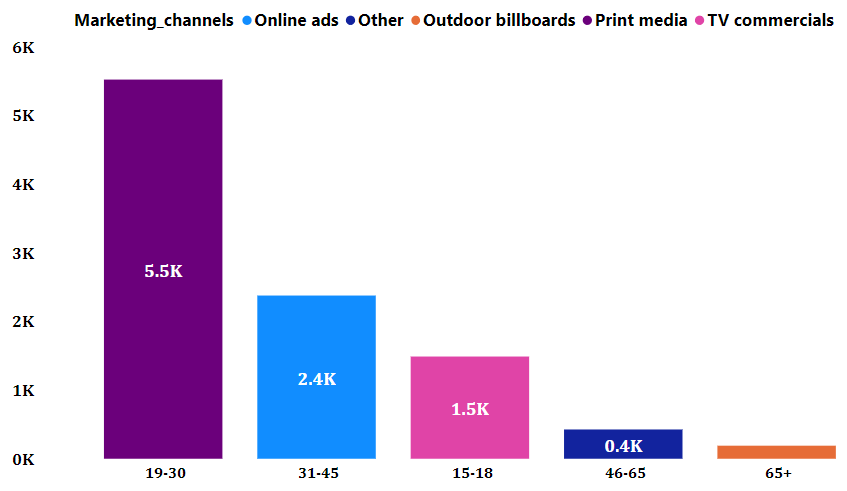 Marketing_channels Online ads Other Outdoor billboards Print media TV commercials
6K
5K
4K
3K
2K
1K
0K
5.5K
2.4K
1.5K
0.4K
19-30 31-45 15-18 46-65 65+